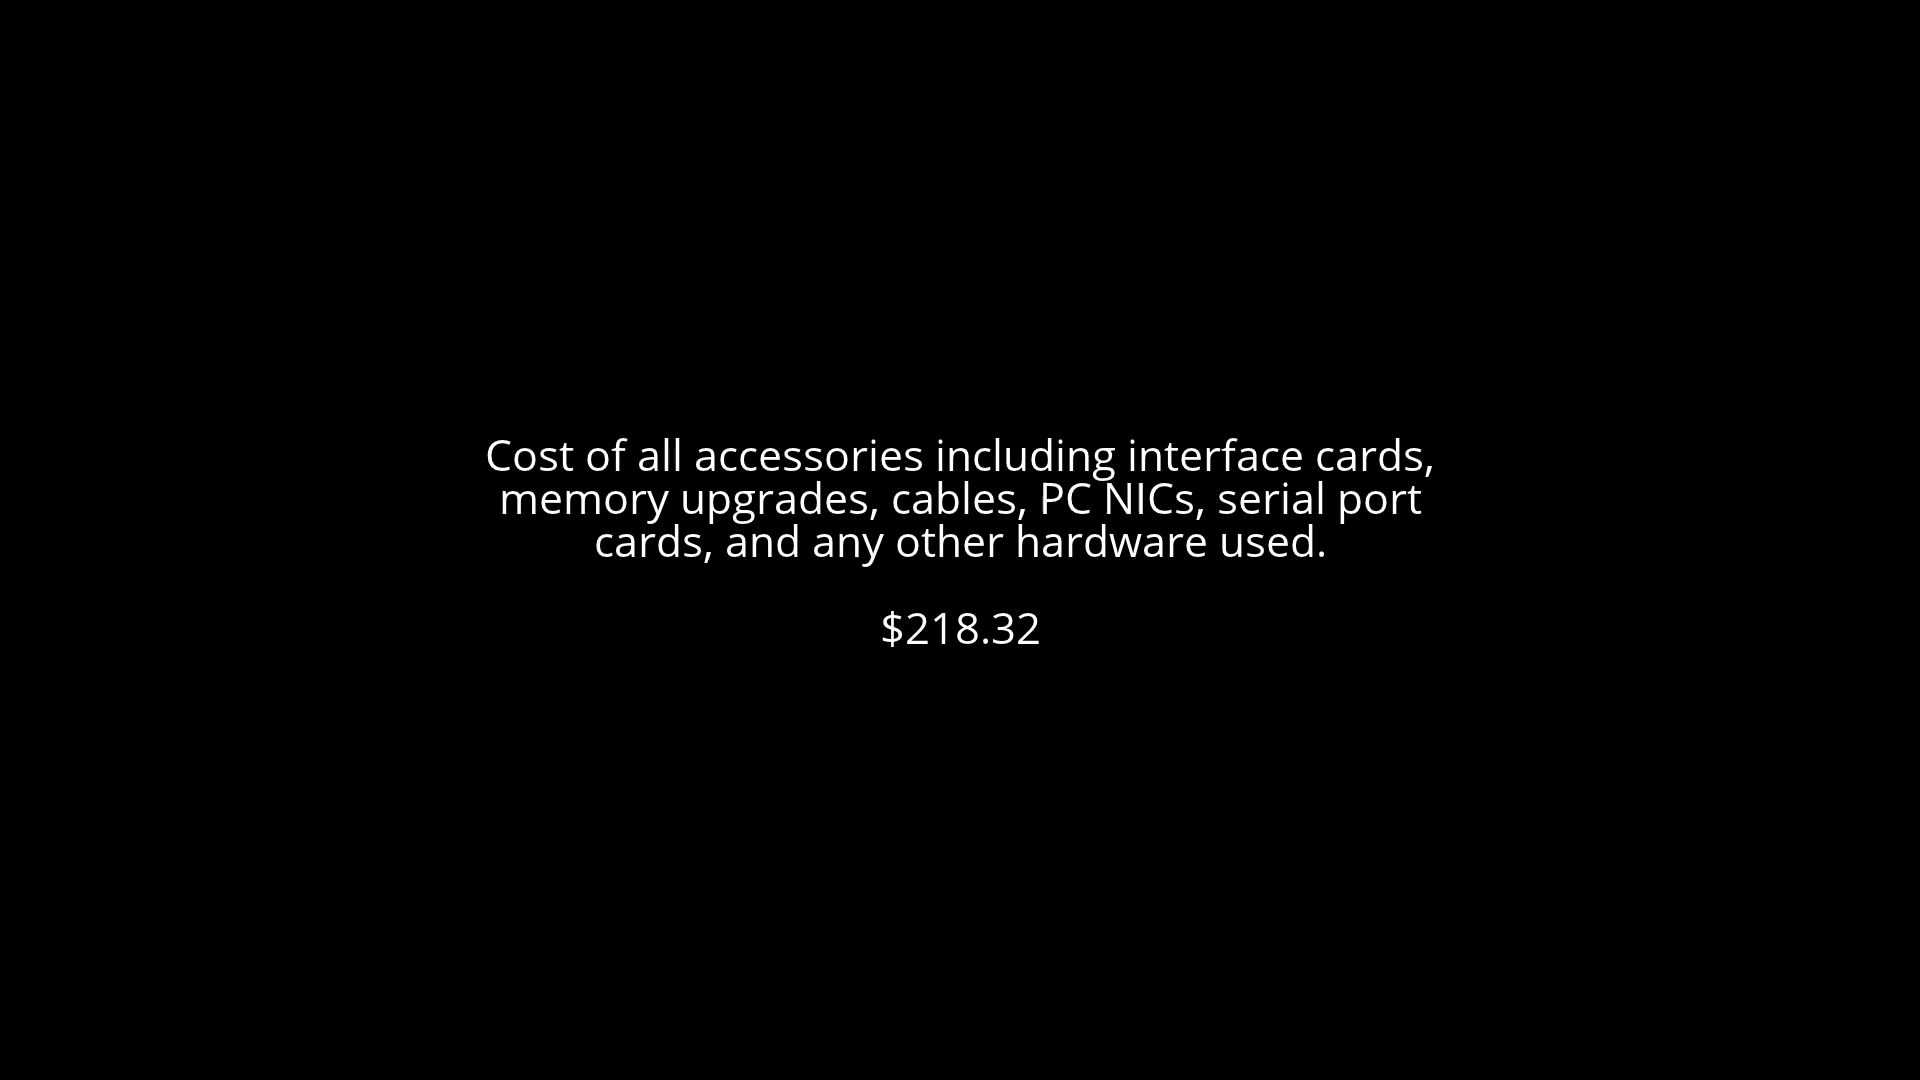 Cost of all accessories including interface cards,
memory upgrades, cables, PC NICs, serial port
cards, and any other hardware used.
$218.32